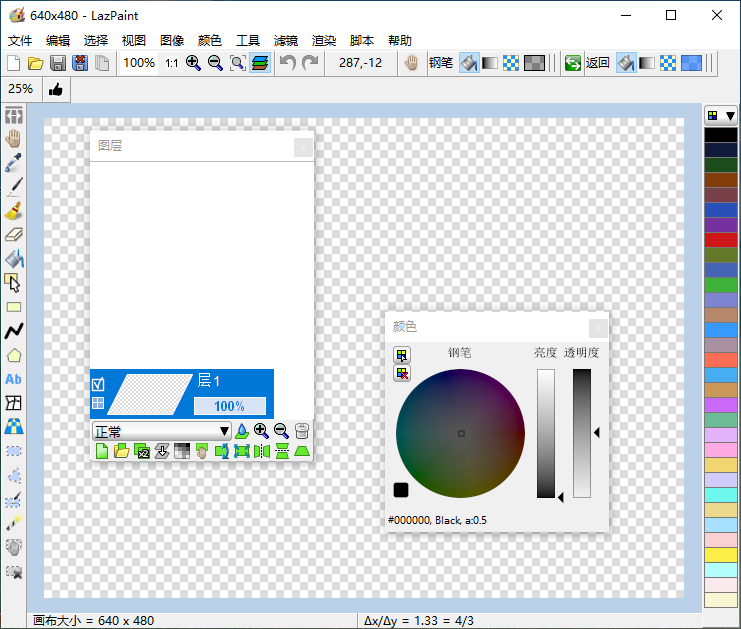 640x480 - LazPaint
文件 编辑 选择 视图 图像 颜色 工具 滤镜 渲染 脚本 帮助
100% 1:1 287,-12 钢笔 返回
25%
图层
x
颜色
x
钢笔 亮度 透明度
层1
100%
正常
x2
Ab
#000000, Black, a:0.5
画布大小 = 640 x 480 Δx/Δy = 1.33 = 4/3